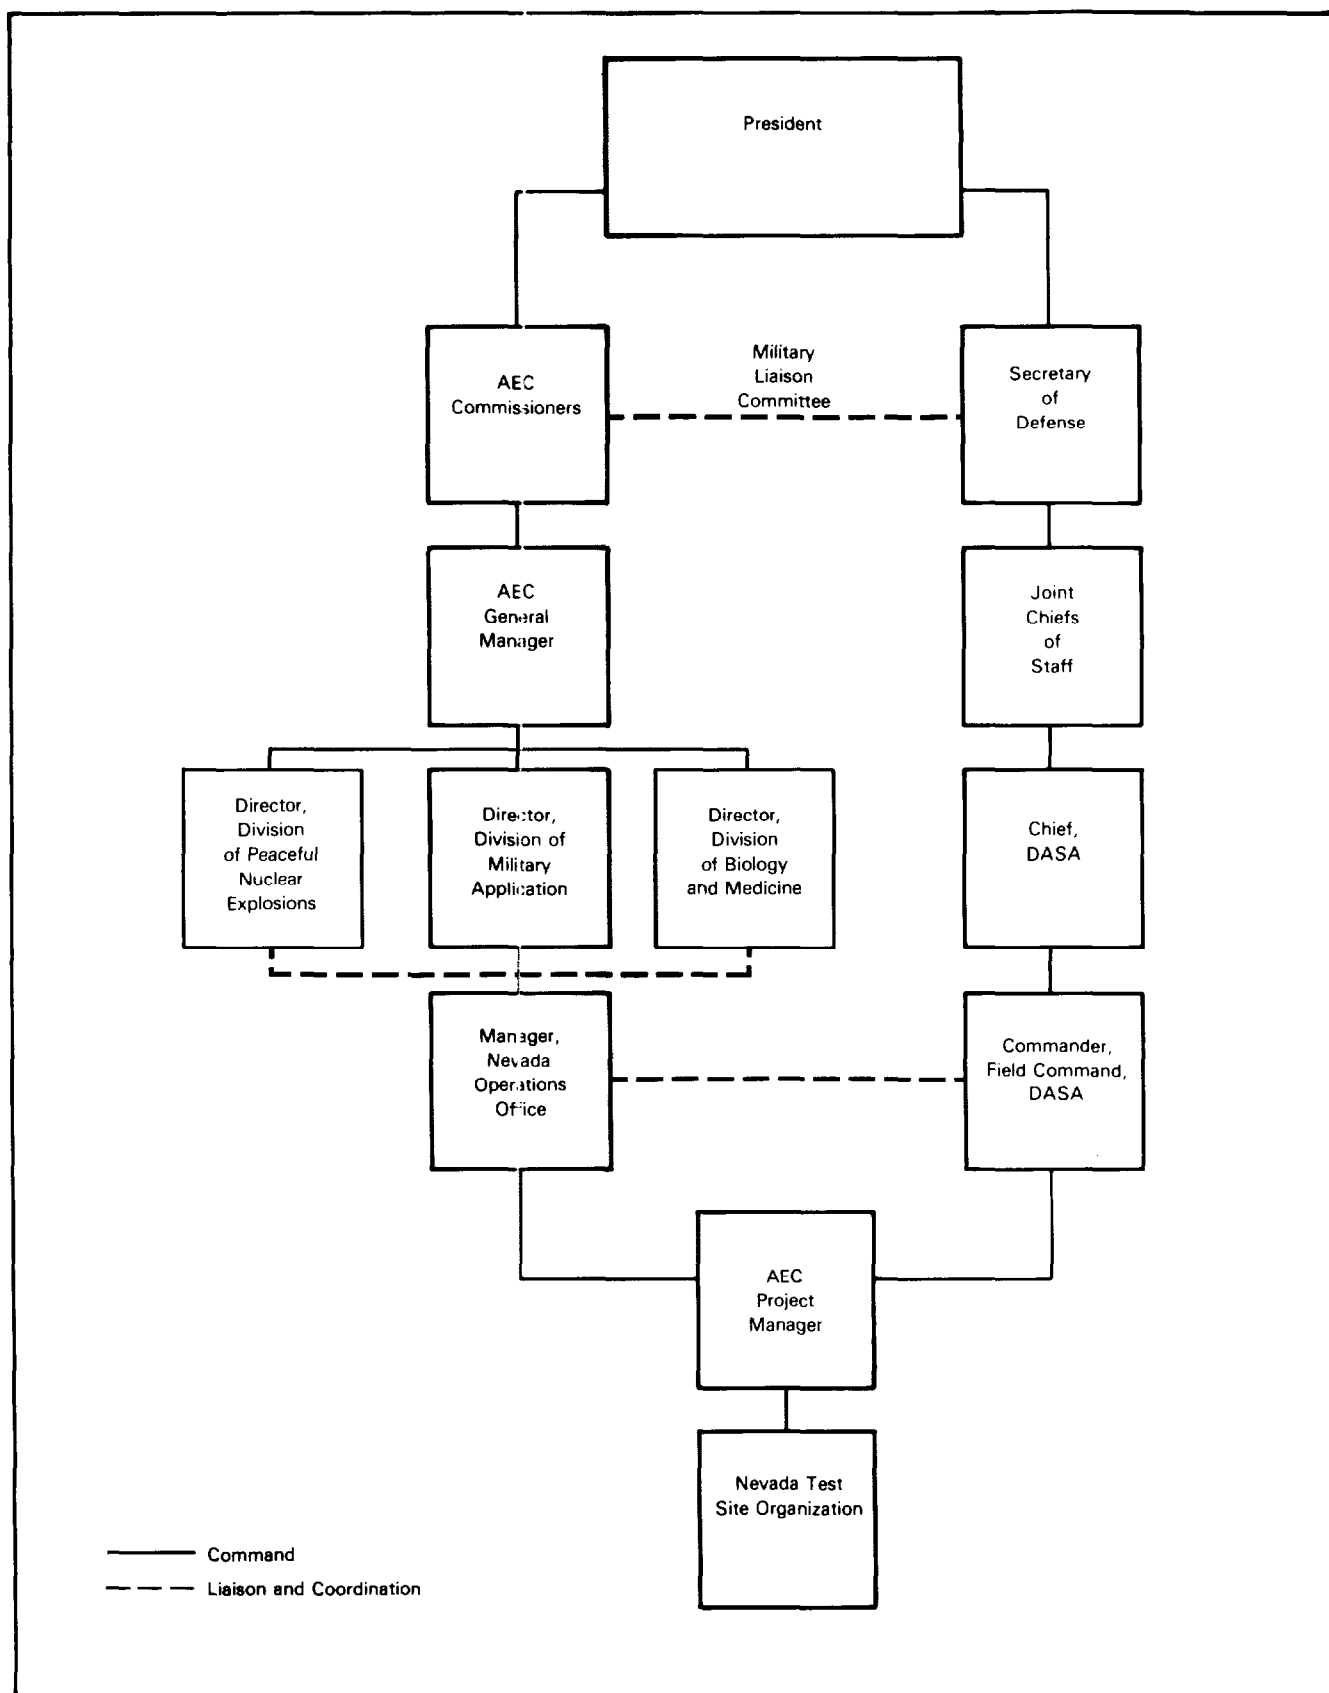 President
AEC
Commissioners
Military
Liaison
Committee
Secretary
of
Defense
AEC
General
Manager
Joint
Chiefs
of
Staff
Director,
Division
of Peaceful
Nuclear
Explosions
Director,
Division of
Military
Application
Director,
Division
of Biology
and Medicine
Chief,
DASA
Manager,
Nevada
Operations
Office
Commander,
Field Command,
DASA
AEC
Project
Manager
Nevada Test
Site Organization
Command
Liaison and Coordination